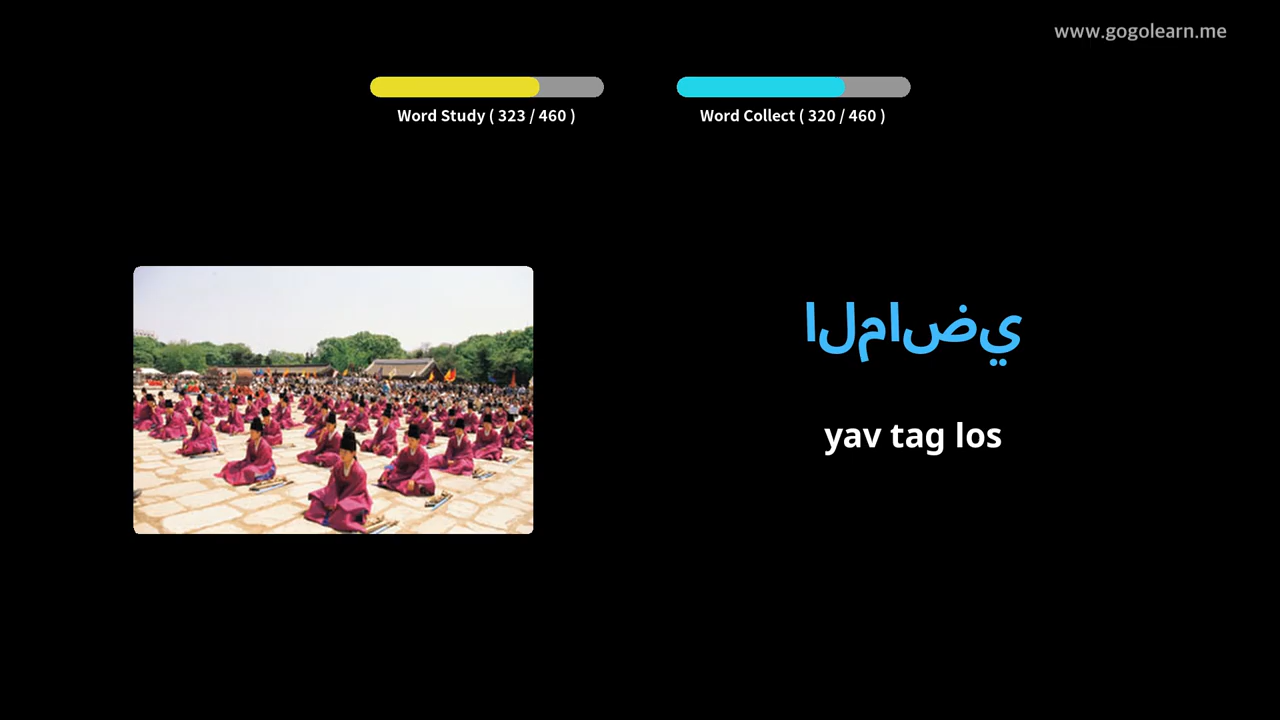 www.gogolearn.me
Word Study ( 323 / 460 )
Word Collect ( 320 / 460 )
الماضي
yav tag los